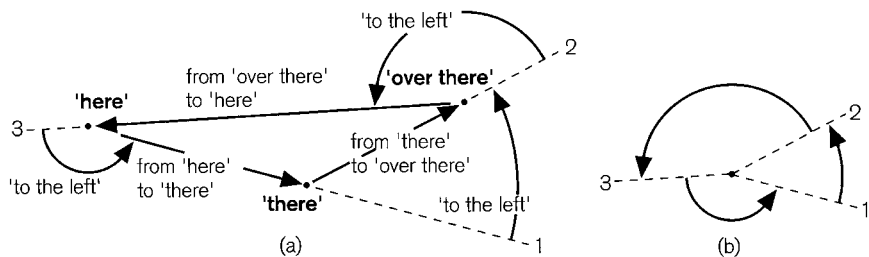 'to the left'
2
from 'over there'
to 'here'
'over there'
'here'
3
from 'there'
to 'over there'
from 'here'
to 'there'
'to the left'
'there'
'to the left'
1
(a)
2
3
1
(b)